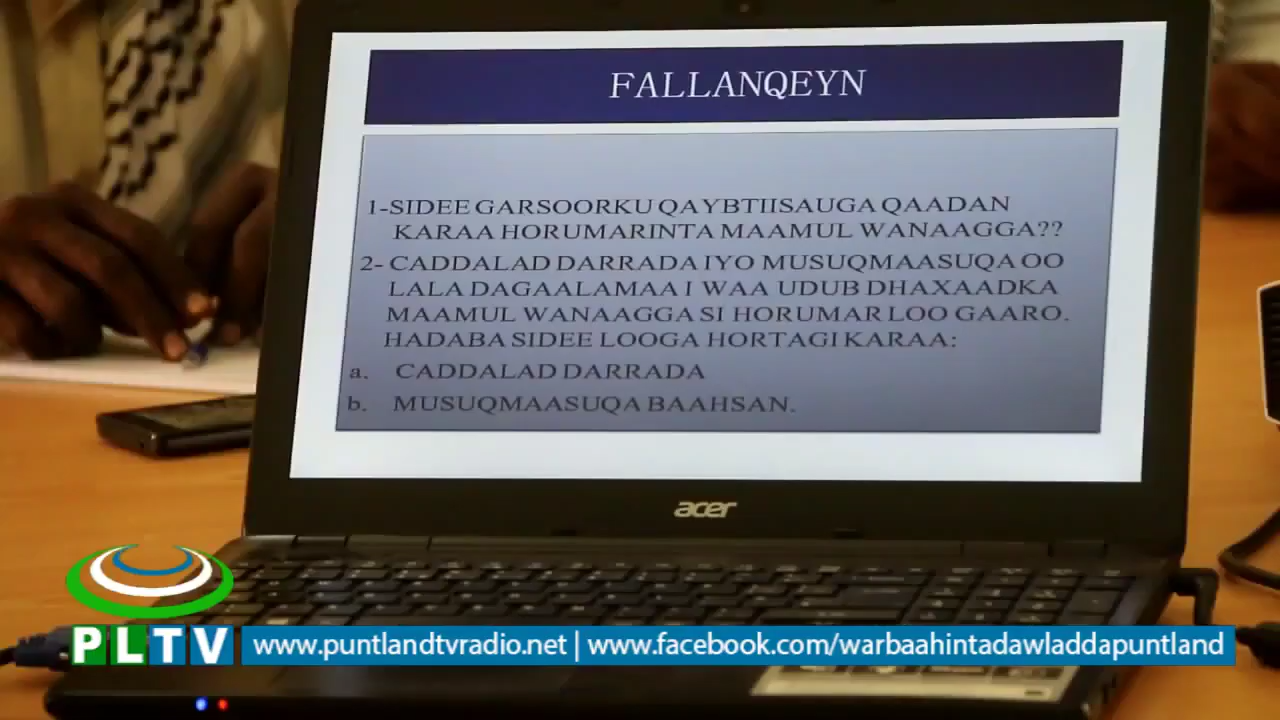 FALLANQEYN
1-SIDEE GARSOORKU QAYBTIISAUGA QAADAN
KARAA HORUMARINTA MAAMUL WANAAGGA??
2- CADDALAD DARRADA IYO MUSUQMAASUQA OO
LALA DAGAALAMAA I WAA UDUB DHAXAADKA
MAAMUL WANAAGGA SI HORUMAR LOO GAARO.
HADABA SIDEE LOOGA HORTAGI KARAA:
a. CADDALAD DARRADA
b. MUSUQMAASUQA BAAHSAN.
acer
PLTV www.puntlandtvradio.net | www.facebook.com/warbaahintadawladdapuntland